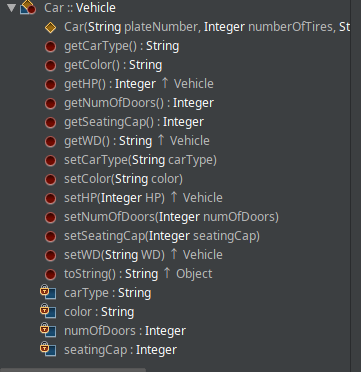 Car :: Vehicle
Car(String plateNumber, Integer numberOfTires, St
getCarType() : String
getColor() : String
getHP() : Integer ↑ Vehicle
getNumOfDoors() : Integer
getSeatingCap() : Integer
getWD() : String ↑ Vehicle
setCarType(String carType)
setColor(String color)
setHP(Integer HP) ↑ Vehicle
setNumOfDoors(Integer numOfDoors)
setSeatingCap(Integer seatingCap)
setWD(String WD) ↑ Vehicle
toString() : String ↑ Object
carType : String
color : String
numOfDoors : Integer
seatingCap : Integer